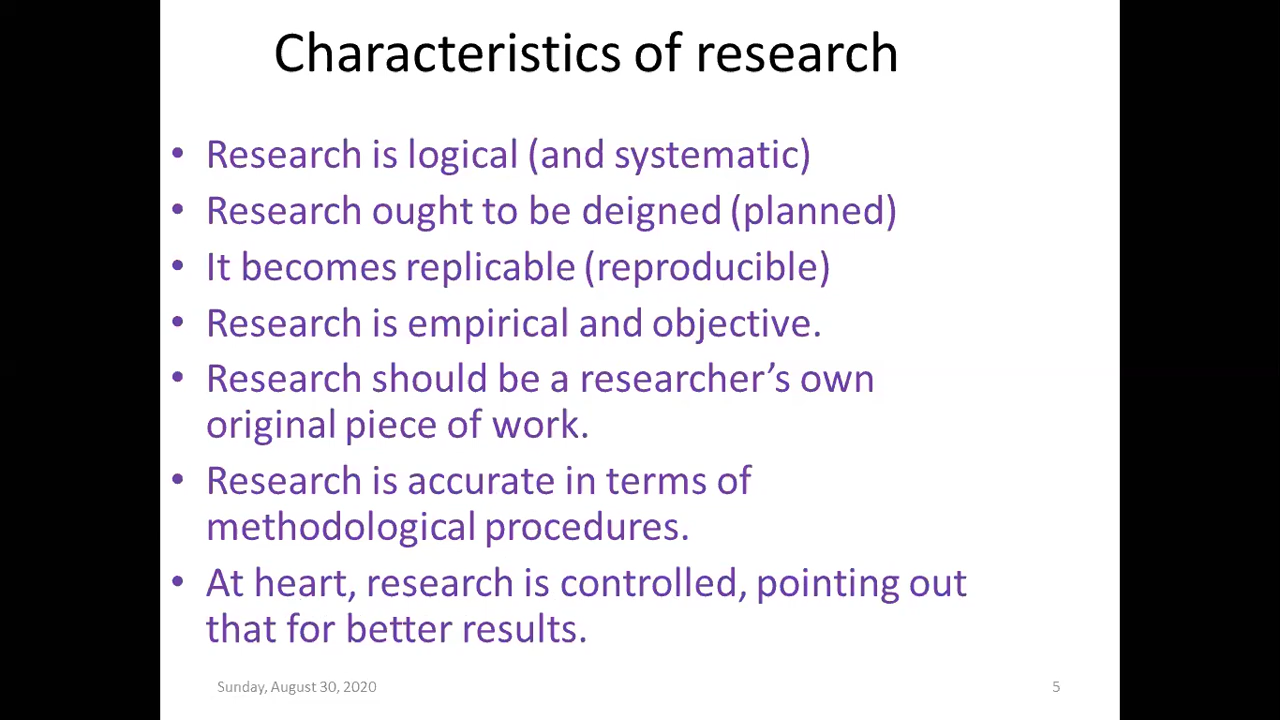 Characteristics of research
• Research is logical (and systematic)
• Research ought to be deigned (planned)
• It becomes replicable (reproducible)
• Research is empirical and objective.
• Research should be a researcher’s own
original piece of work.
• Research is accurate in terms of
methodological procedures.
• At heart, research is controlled, pointing out
that for better results.
Sunday, August 30, 2020
5